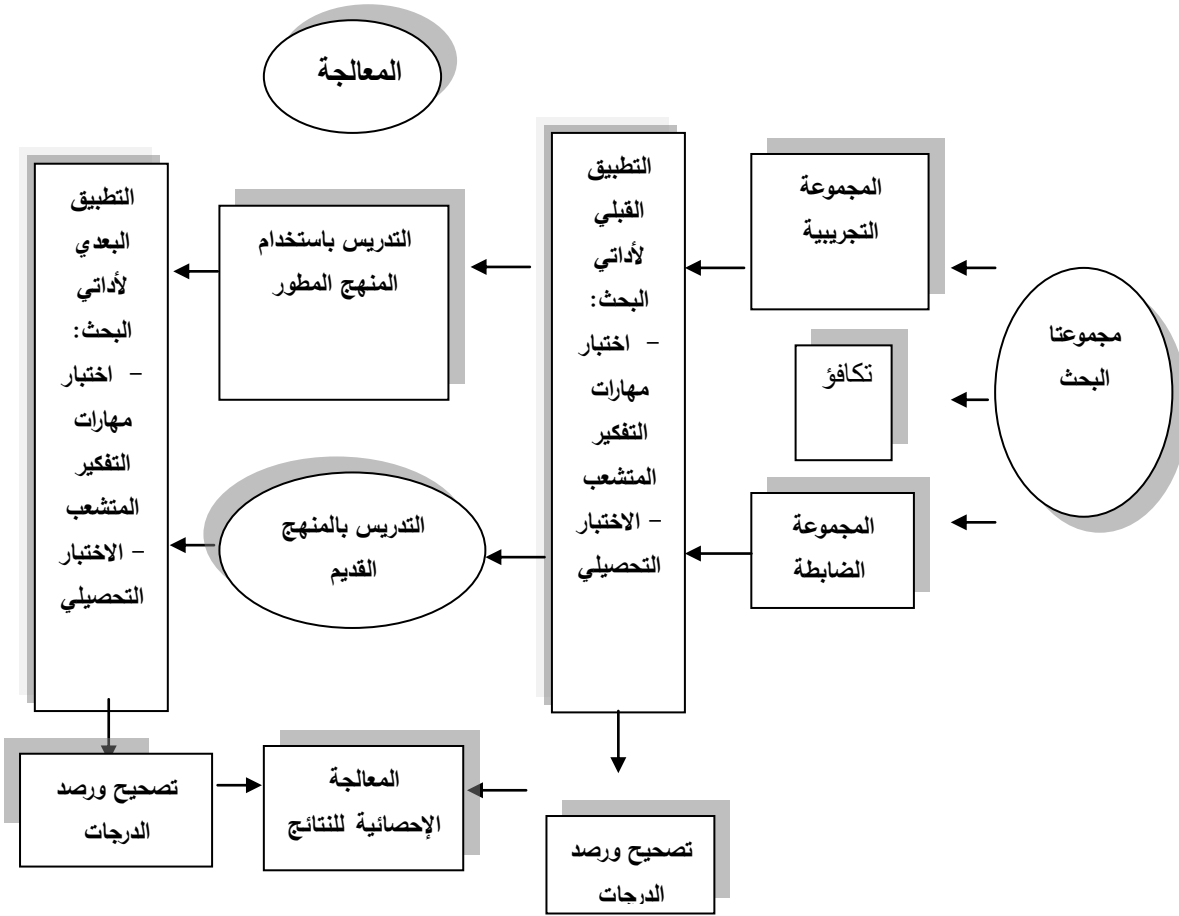 المعالجة
مجموعتا
البحث
المجموعة
التجريبية
تكافؤ
المجموعة
الضابطة
التطبيق
القبلي
لأداتي
البحث:
- اختبار
مهارات
التفكير
المتشعب
- الاختبار
التحصيلي
التدريس باستخدام
المنهج المطور
التدريس بالمنهج
القديم
التطبيق
البعدي
لأداتي
البحث:
- اختبار
مهارات
التفكير
المتشعب
- الاختبار
التحصيلي
تصحيح ورصد
الدرجات
المعالجة
الإحصائية للنتائج
تصحيح ورصد
الدرجات